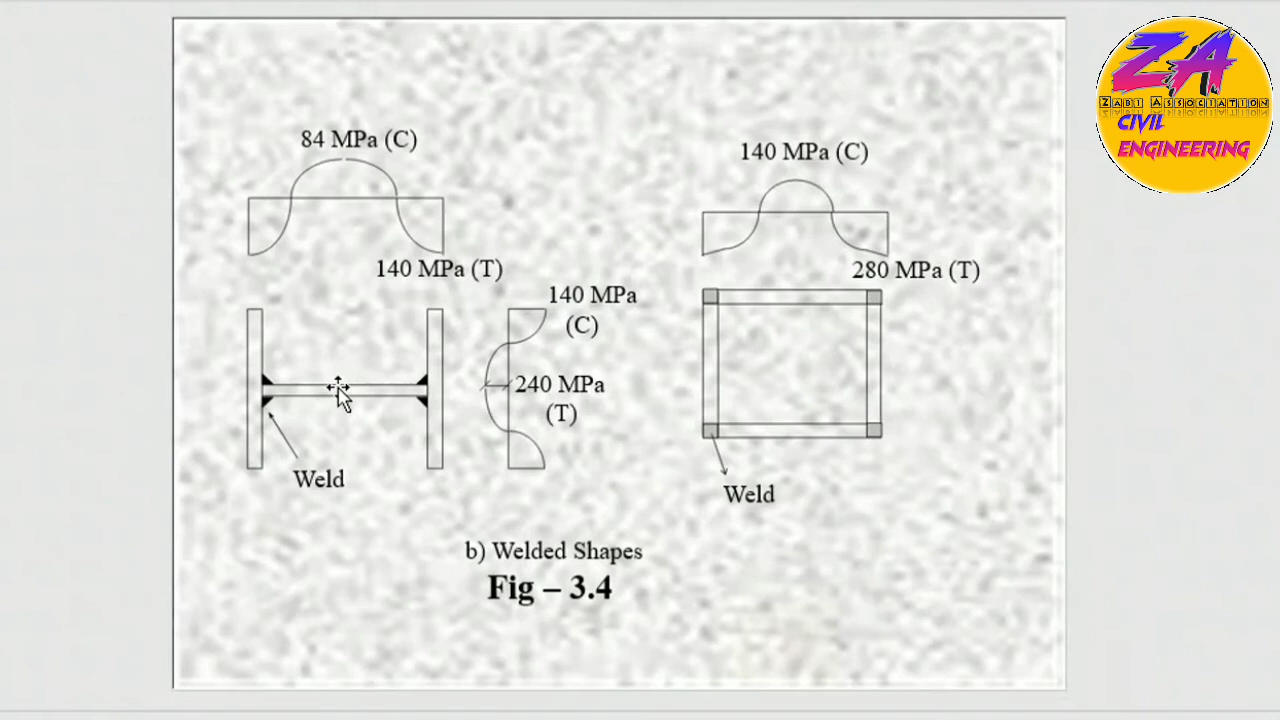 ZA
ZABI ASSOCIATION
CIVIL
ENGINEERING
84 MPa (C)
140 MPa (T)
140 MPa
(C)
240 MPa
(T)
Weld
140 MPa (C)
280 MPa (T)
Weld
b) Welded Shapes
Fig – 3.4